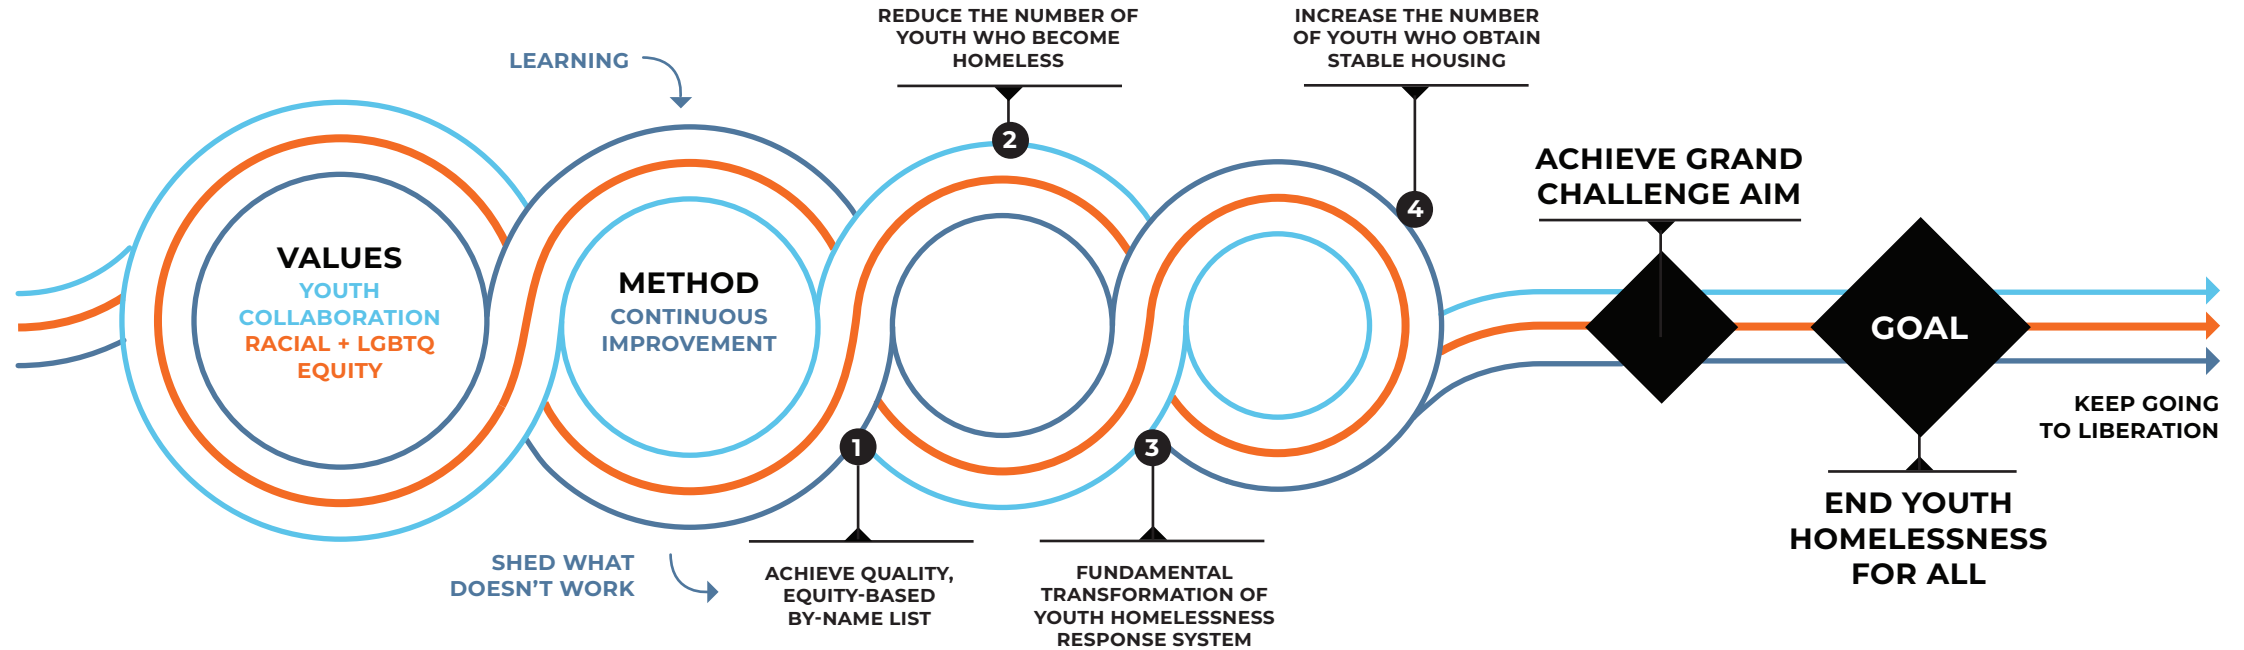 LEARNING
VALUES
YOUTH
COLLABORATION
RACIAL + LGBTQ
EQUITY
METHOD
CONTINUOUS
IMPROVEMENT
SHED WHAT
DOESN'T WORK
1
ACHIEVE QUALITY,
EQUITY-BASED
BY-NAME LIST
REDUCE THE NUMBER OF
YOUTH WHO BECOME
HOMELESS
2
3
FUNDAMENTAL
TRANSFORMATION OF
YOUTH HOMELESSNESS
RESPONSE SYSTEM
INCREASE THE NUMBER
OF YOUTH WHO OBTAIN
STABLE HOUSING
4
ACHIEVE GRAND
CHALLENGE AIM
GOAL
END YOUTH
HOMELESSNESS
FOR ALL
KEEP GOING
TO LIBERATION